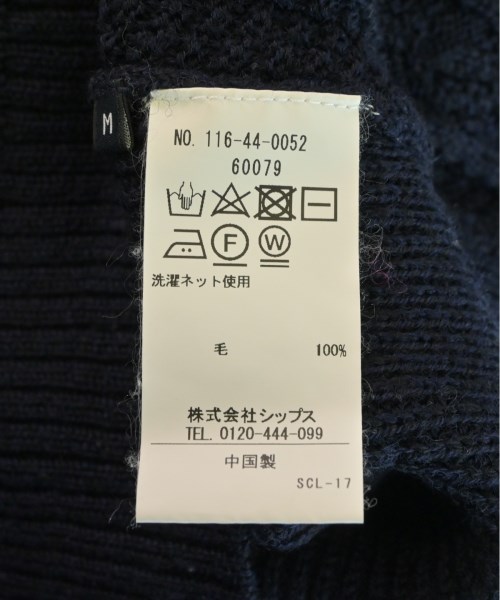 M
NO. 116-44-0052
60079
F W
洗濯ネット使用
毛 100%
株式会社シップス
TEL. 0120-444-099
中国製
SCL-17